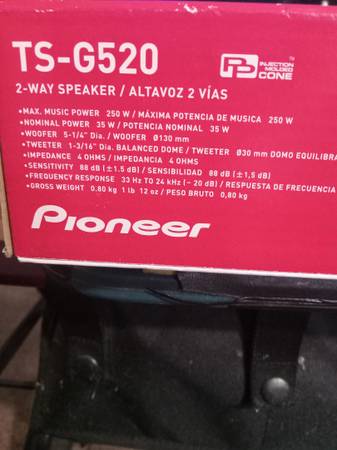 TS-G520
INJECTION
MOLDED
CONE
2-WAY SPEAKER / ALTAVOZ 2 VÍAS
•MAX. MUSIC POWER 250 W / MÁXIMA POTENCIA DE MUSICA 250 W
•NOMINAL POWER 35 W / POTENCIA NOMINAL 35 W
•WOOFER 5-1/4" Dia. / WOOFER Ø130 mm
•TWEETER 1-3/16" Dia. BALANCED DOME / TWEETER Ø30 mm DOMO EQUILIBRA
•IMPEDANCE 4 OHMS / IMPEDANCIA 4 OHMS
•SENSITIVITY 88 dB (±1,5 dB) / SENSIBILIDAD 88 dB (±1,5 dB)
•FREQUENCY RESPONSE 33 Hz TO 24 kHz (– 20 dB) / RESPUESTA DE FRECUENCIA
•GROSS WEIGHT 0,80 kg 1 lb 12 oz / PESO BRUTO 0,80 kg
Pioneer